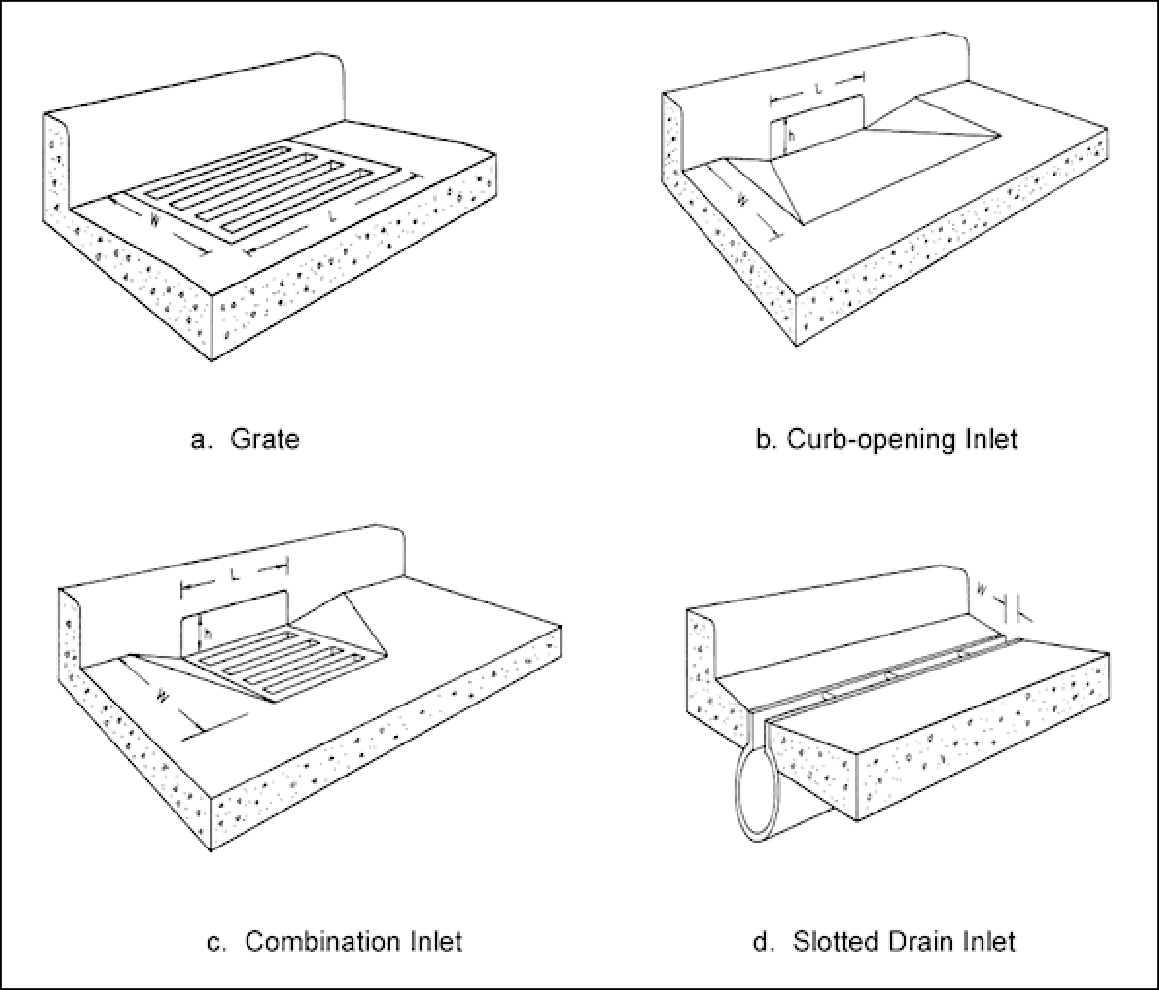 L
L
h
W
W
L
a. Grate
b. Curb-opening Inlet
L
W
h
W
c. Combination Inlet
d. Slotted Drain Inlet